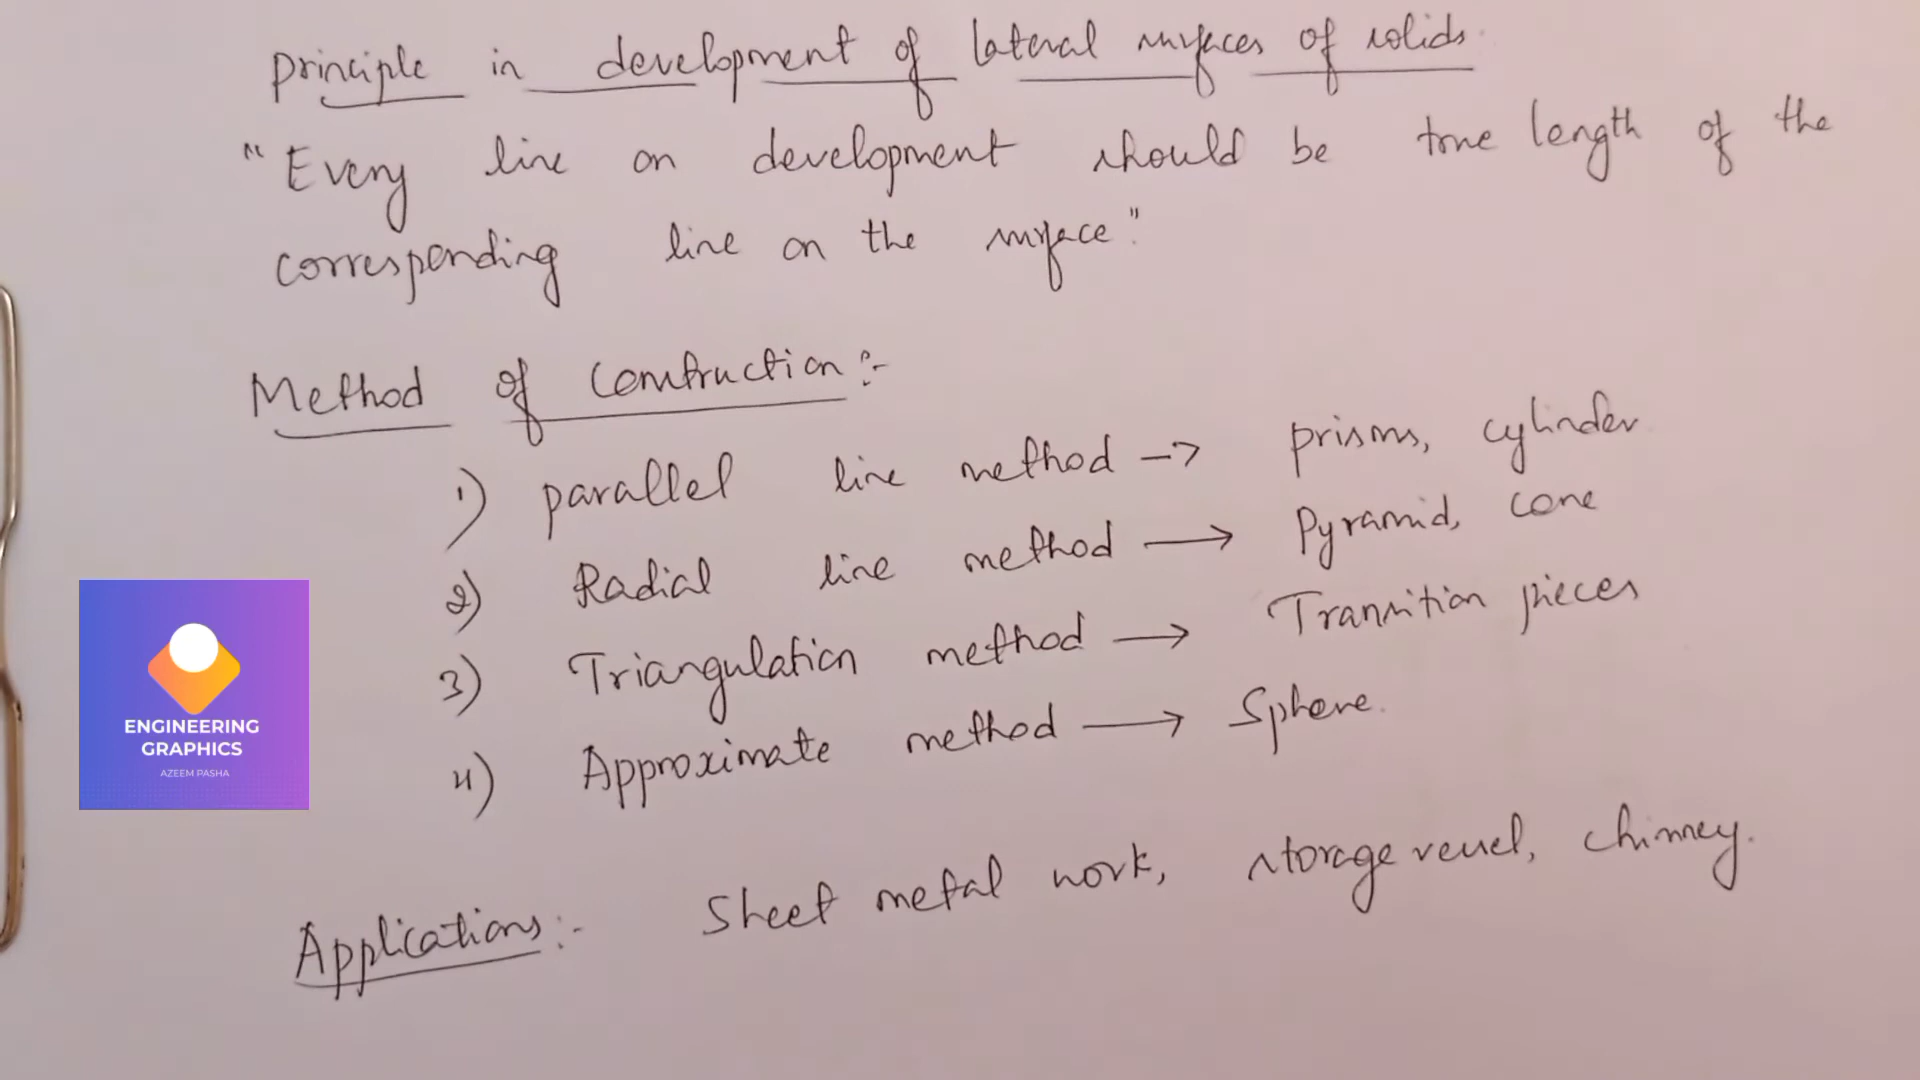 Principle in development of lateral surfaces of solids.
"Every line on development should be true length of the
corresponding line on the surface"
Method of Construction :-
1) parallel line method -> prisms, cylinder
2) Radial line method → Pyramid, cone
3) Triangulation method → Transition pieces
4) Approximate method → Sphere.
Applications :- Sheet metal work, storage vessel, chimney.
ENGINEERING
GRAPHICS
AZEEM PASHA